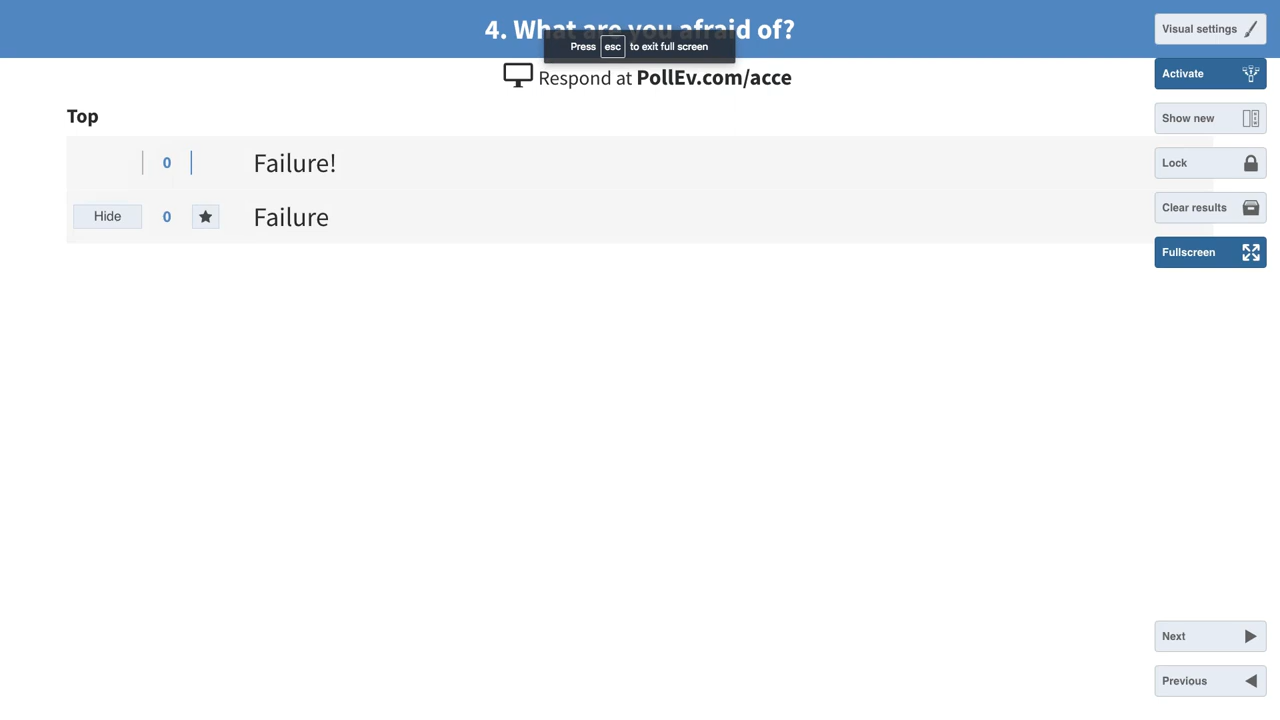 4. What are you afraid of?
Press esc to exit full screen
Respond at PollEv.com/acce
Top
0 Failure!
Hide 0 Failure
Visual settings
Activate
Show new
Lock
Clear results
Fullscreen
Next
Previous